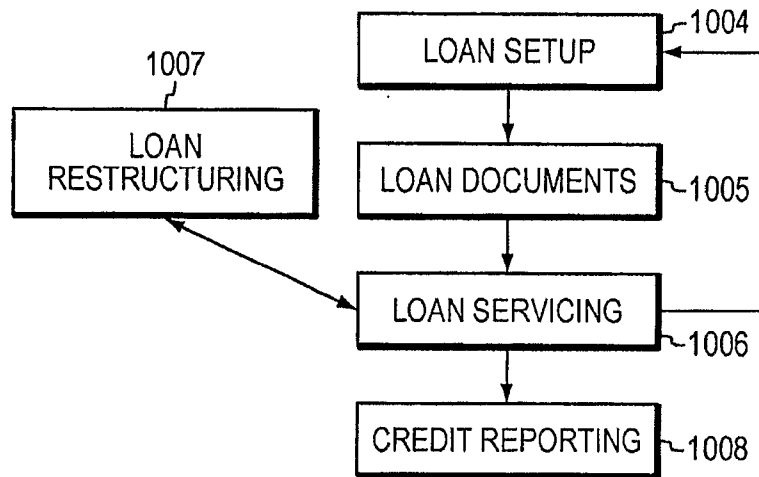 1004
LOAN SETUP
1007
LOAN
RESTRUCTURING
LOAN DOCUMENTS
1005
LOAN SERVICING
1006
CREDIT REPORTING
1008